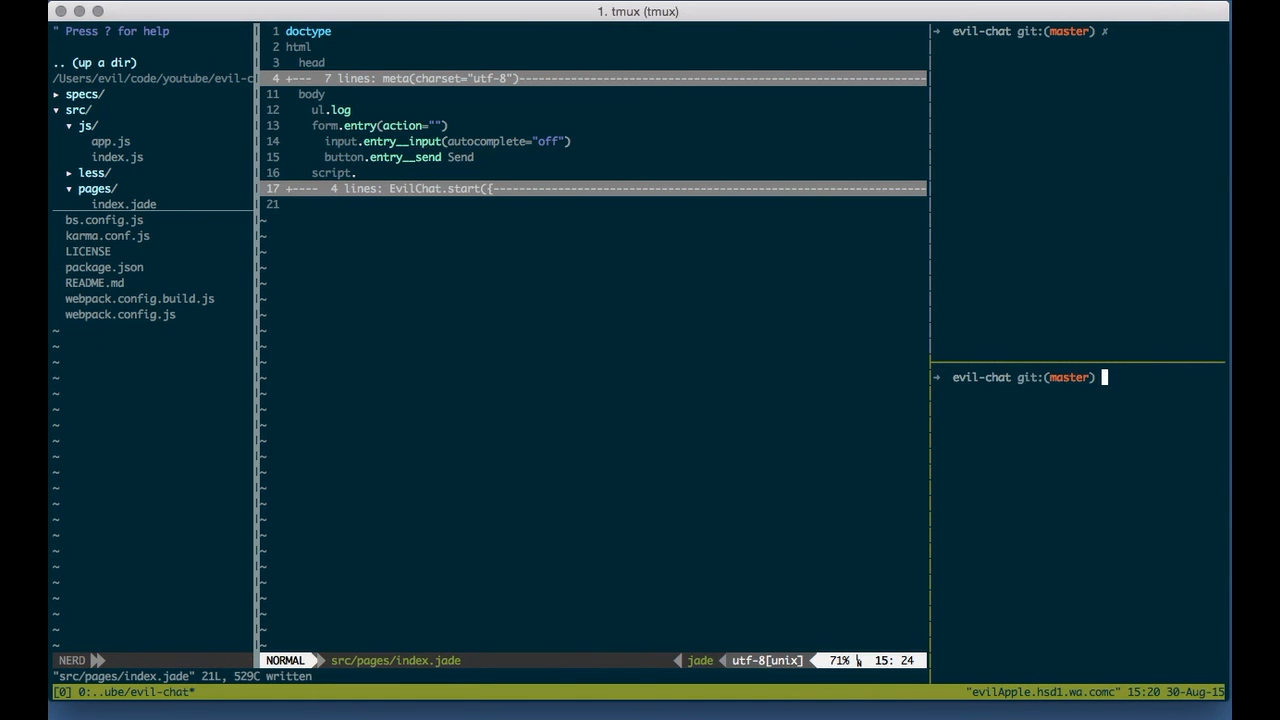 1. tmux (tmux)
" Press ? for help
.. (up a dir)
/Users/evil/code/youtube/evil-c
▸ specs/
▾ src/
▾ js/
app.js
index.js
▸ less/
▾ pages/
index.jade
bs.config.js
karma.conf.js
LICENSE
package.json
README.md
webpack.config.build.js
webpack.config.js
1 doctype
2 html
3 head
4 +--- 7 lines: meta(charset="utf-8")---------------------------------------------------------------
11 body
12 ul.log
13 form.entry(action="")
14 input.entry__input(autocomplete="off")
15 button.entry__send Send
16 script.
17 +---- 4 lines: EvilChat.start({-------------------------------------------------------------------
21
→ evil-chat git:(master) ✗
→ evil-chat git:(master)
NERD
NORMAL src/pages/index.jade jade utf-8[unix] 71% 15: 24
"src/pages/index.jade" 21L, 529C written
[0] 0:..ube/evil-chat* "evilApple.hsd1.wa.comc" 15:20 30-Aug-15